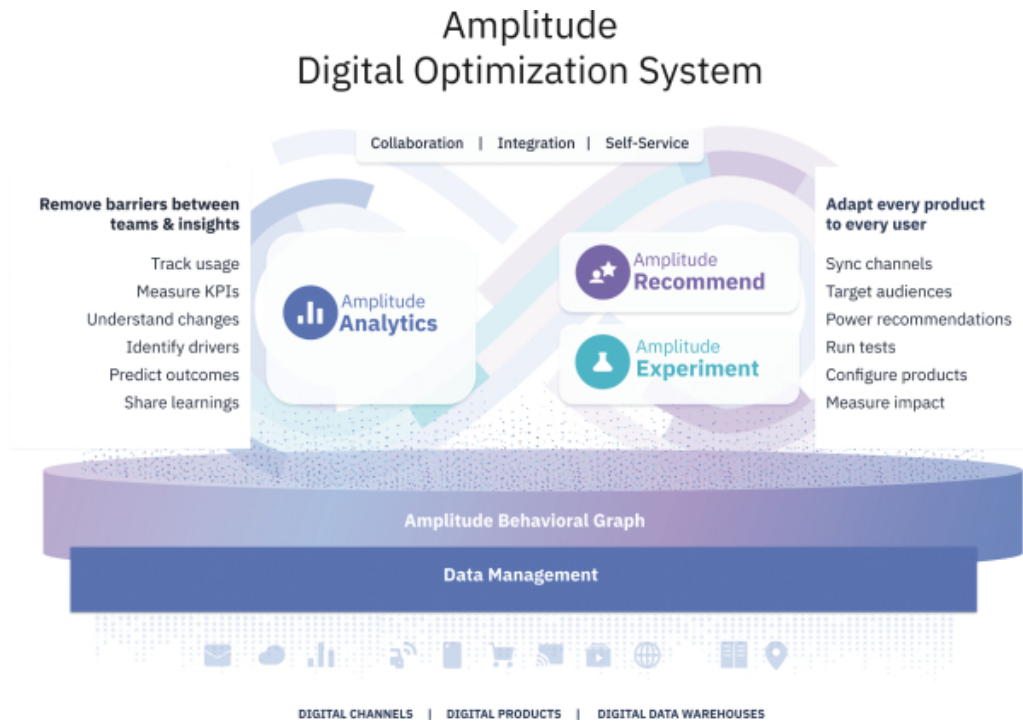 Amplitude
Digital Optimization System
Collaboration | Integration | Self-Service
Remove barriers between
teams & insights
Track usage
Measure KPIs
Understand changes
Identify drivers
Predict outcomes
Share learnings
Amplitude
Analytics
Amplitude
Recommend
Amplitude
Experiment
Adapt every product
to every user
Sync channels
Target audiences
Power recommendations
Run tests
Configure products
Measure impact
Amplitude Behavioral Graph
Data Management
DIGITAL CHANNELS | DIGITAL PRODUCTS | DIGITAL DATA WAREHOUSES